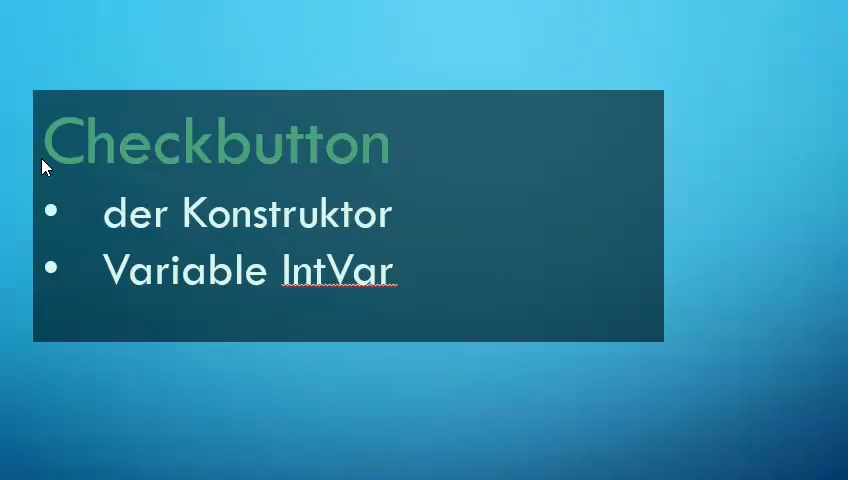 Checkbutton
• der Konstruktor
• Variable IntVar